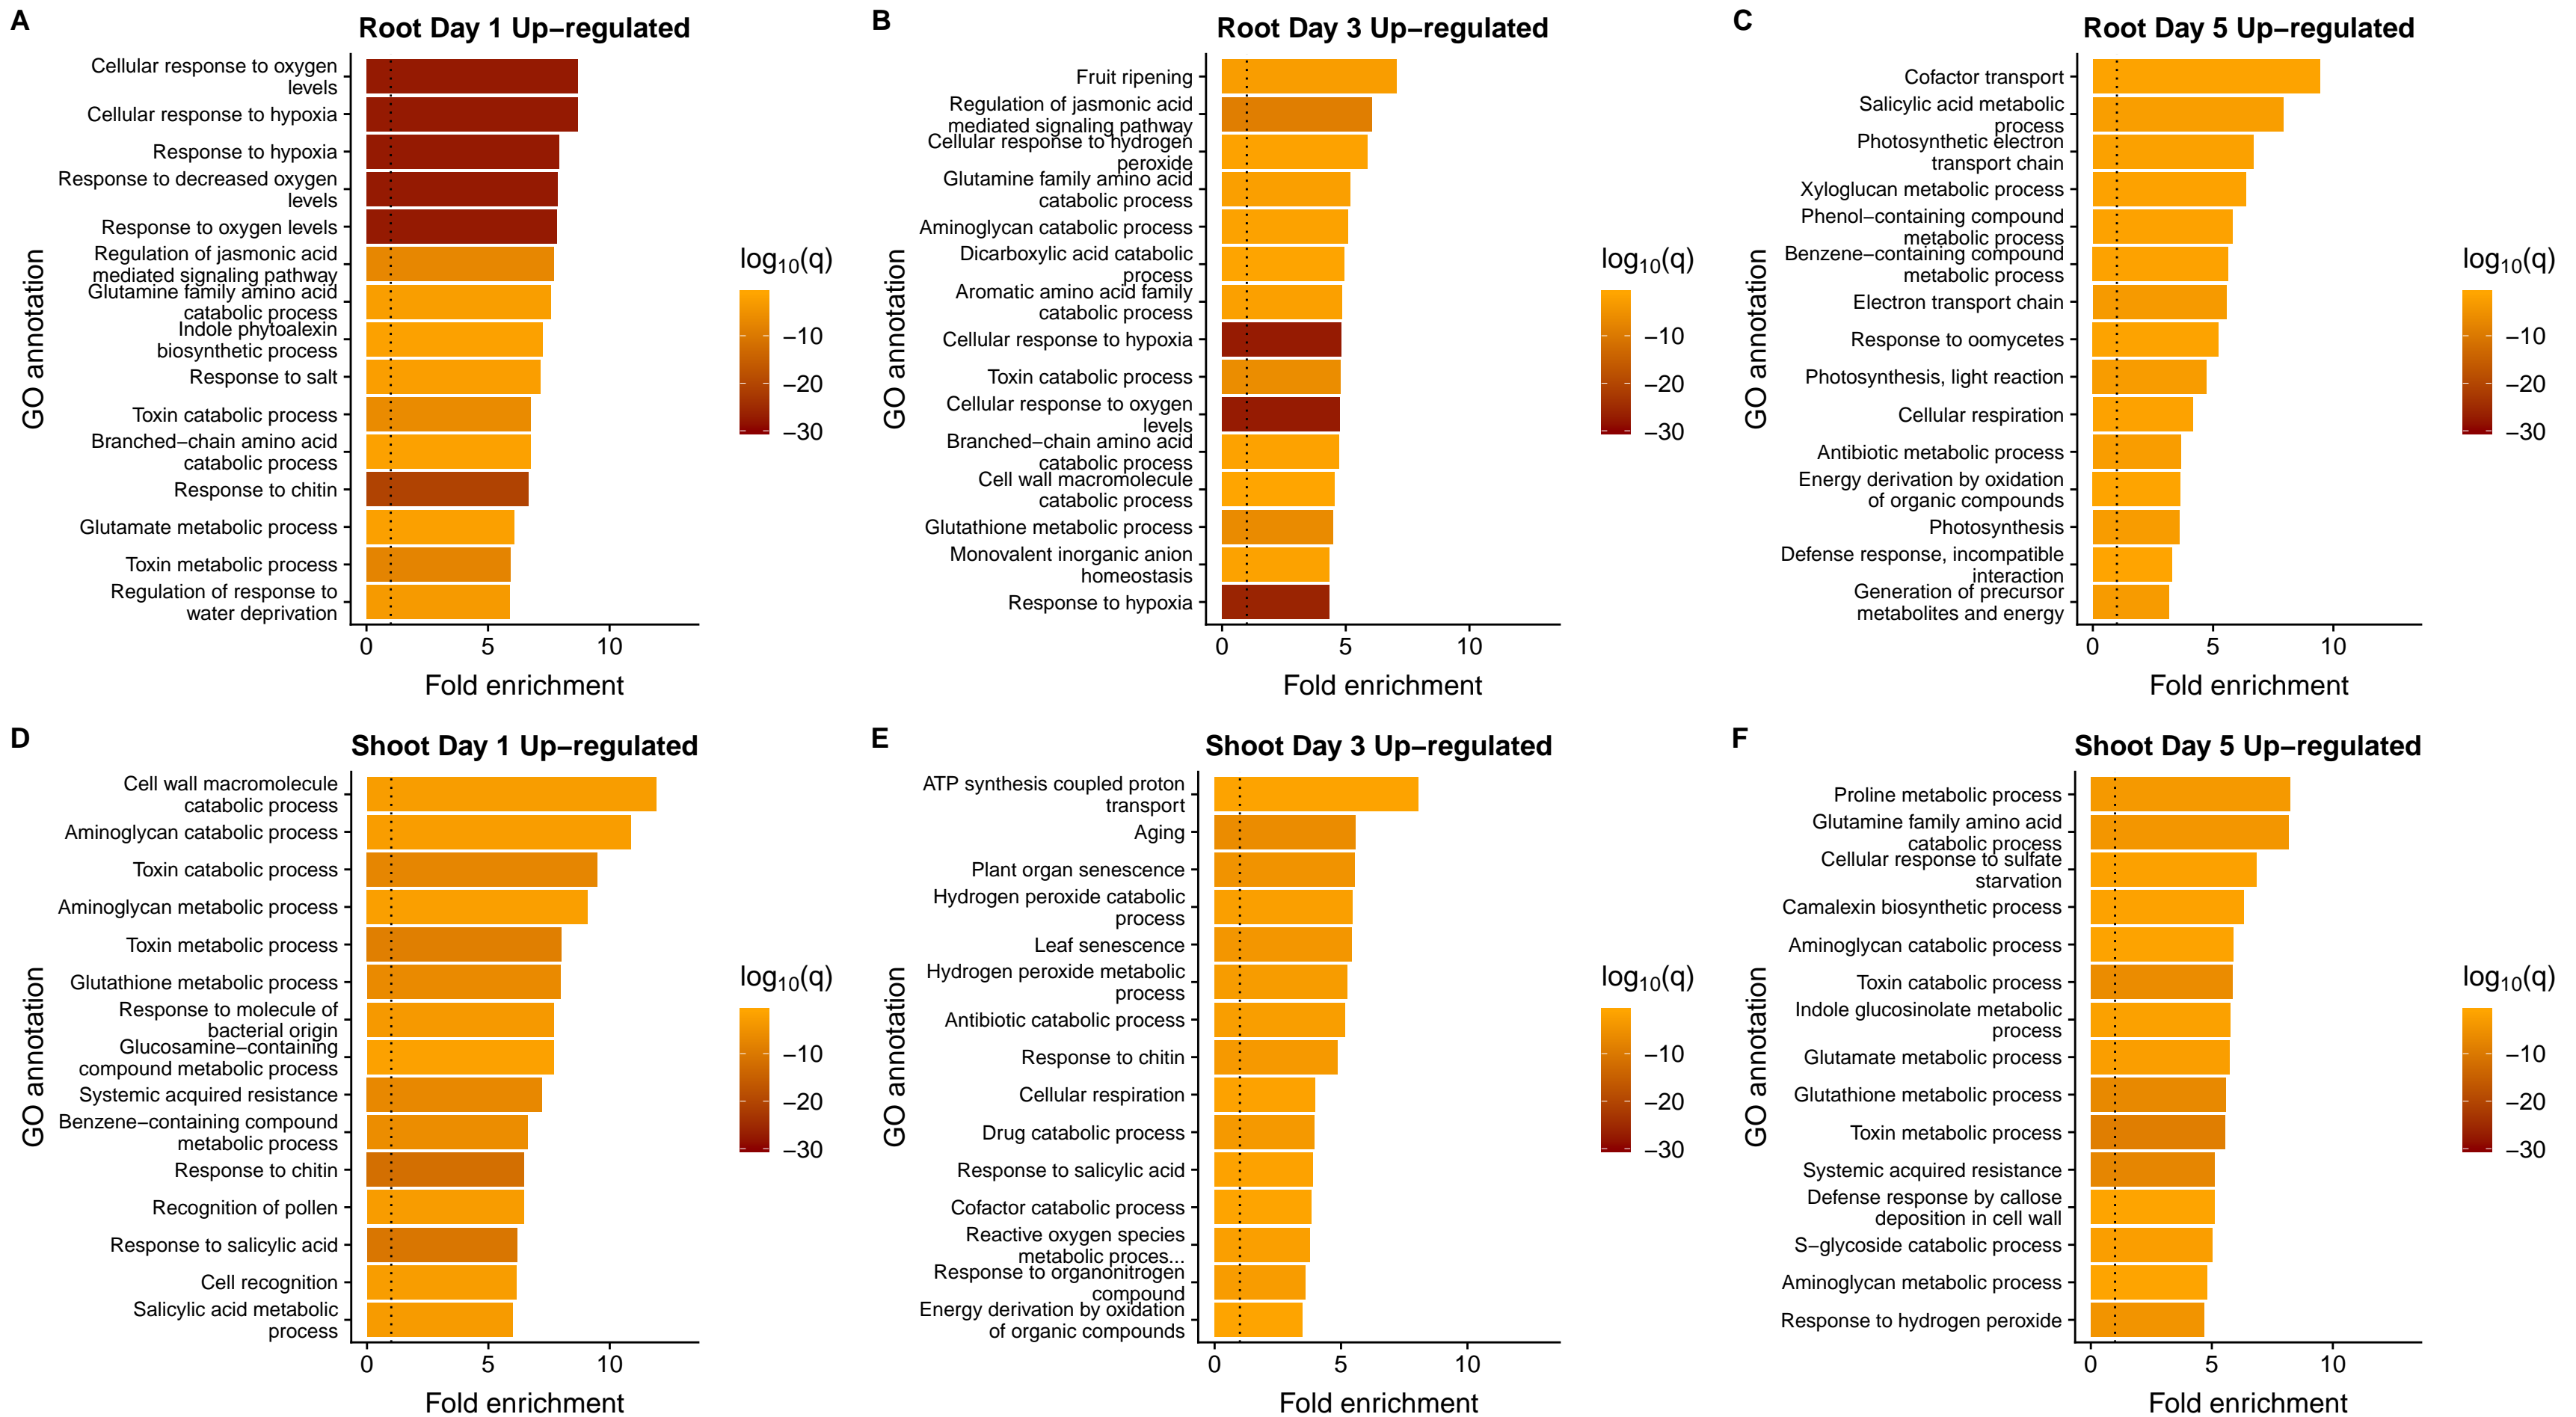 A
Root Day 1 Up−regulated
Cellular response to oxygen
levels
Cellular response to hypoxia
Response to hypoxia
Response to decreased oxygen
levels
Response to oxygen levels
Regulation of jasmonic acid
mediated signaling pathway
Glutamine family amino acid
catabolic process
Indole phytoalexin
biosynthetic process
Response to salt
Toxin catabolic process
Branched−chain amino acid
catabolic process
Response to chitin
Glutamate metabolic process
Toxin metabolic process
Regulation of response to
water deprivation
GO annotation
0 5 10
Fold enrichment
log10(q)
−10
−20
−30
B
Root Day 3 Up−regulated
Fruit ripening
Regulation of jasmonic acid
mediated signaling pathway
Cellular response to hydrogen
peroxide
Glutamine family amino acid
catabolic process
Aminoglycan catabolic process
Dicarboxylic acid catabolic
process
Aromatic amino acid family
catabolic process
Cellular response to hypoxia
Toxin catabolic process
Cellular response to oxygen
levels
Branched−chain amino acid
catabolic process
Cell wall macromolecule
catabolic process
Glutathione metabolic process
Monovalent inorganic anion
homeostasis
Response to hypoxia
GO annotation
0 5 10
Fold enrichment
log10(q)
−10
−20
−30
C
Root Day 5 Up−regulated
Cofactor transport
Salicylic acid metabolic
process
Photosynthetic electron
transport chain
Xyloglucan metabolic process
Phenol−containing compound
metabolic process
Benzene−containing compound
metabolic process
Electron transport chain
Response to oomycetes
Photosynthesis, light reaction
Cellular respiration
Antibiotic metabolic process
Energy derivation by oxidation
of organic compounds
Photosynthesis
Defense response, incompatible
interaction
Generation of precursor
metabolites and energy
GO annotation
0 5 10
Fold enrichment
log10(q)
−10
−20
−30
D
Shoot Day 1 Up−regulated
Cell wall macromolecule
catabolic process
Aminoglycan catabolic process
Toxin catabolic process
Aminoglycan metabolic process
Toxin metabolic process
Glutathione metabolic process
Response to molecule of
bacterial origin
Glucosamine−containing
compound metabolic process
Systemic acquired resistance
Benzene−containing compound
metabolic process
Response to chitin
Recognition of pollen
Response to salicylic acid
Cell recognition
Salicylic acid metabolic
process
GO annotation
0 5 10
Fold enrichment
log10(q)
−10
−20
−30
E
Shoot Day 3 Up−regulated
ATP synthesis coupled proton
transport
Aging
Plant organ senescence
Hydrogen peroxide catabolic
process
Leaf senescence
Hydrogen peroxide metabolic
process
Antibiotic catabolic process
Response to chitin
Cellular respiration
Drug catabolic process
Response to salicylic acid
Cofactor catabolic process
Reactive oxygen species
metabolic proces...
Response to organonitrogen
compound
Energy derivation by oxidation
of organic compounds
GO annotation
0 5 10
Fold enrichment
log10(q)
−10
−20
−30
F
Shoot Day 5 Up−regulated
Proline metabolic process
Glutamine family amino acid
catabolic process
Cellular response to sulfate
starvation
Camalexin biosynthetic process
Aminoglycan catabolic process
Toxin catabolic process
Indole glucosinolate metabolic
process
Glutamate metabolic process
Glutathione metabolic process
Toxin metabolic process
Systemic acquired resistance
Defense response by callose
deposition in cell wall
S−glycoside catabolic process
Aminoglycan metabolic process
Response to hydrogen peroxide
GO annotation
0 5 10
Fold enrichment
log10(q)
−10
−20
−30